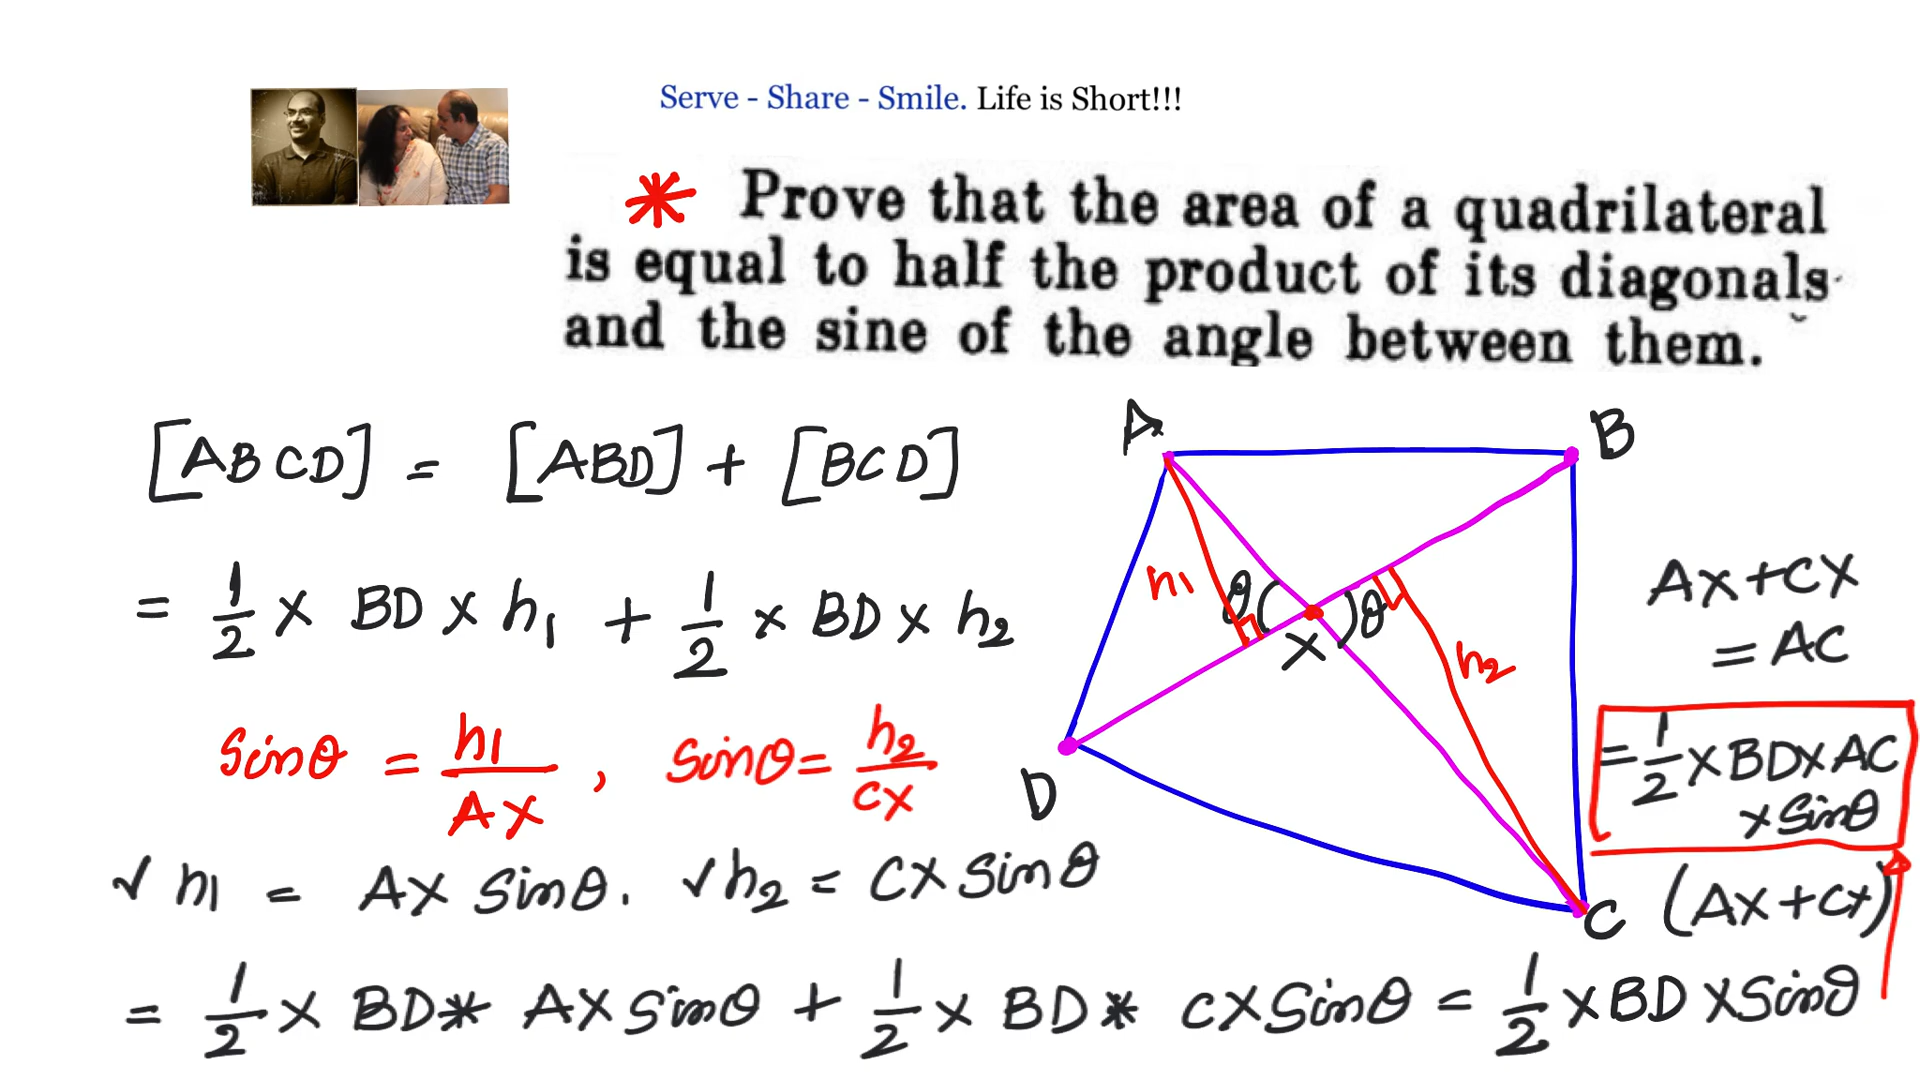 Serve - Share - Smile. Life is Short!!!
* Prove that the area of a quadrilateral
is equal to half the product of its diagonals
and the sine of the angle between them.
[ABCD] = [ABD] + [BCD]
= 1/2 × BD × h1 + 1/2 × BD × h2
Sinθ = h1/AX , Sinθ = h2/CX
√ h1 = AX Sinθ. √ h2 = CX Sinθ
= 1/2 × BD * AX Sinθ + 1/2 × BD * CX Sinθ = 1/2 × BD × Sinθ
(AX+CX)
A
B
h1
θ
θ
X
h2
D
C
AX+CX
= AC
= 1/2 × BD × AC
× Sinθ